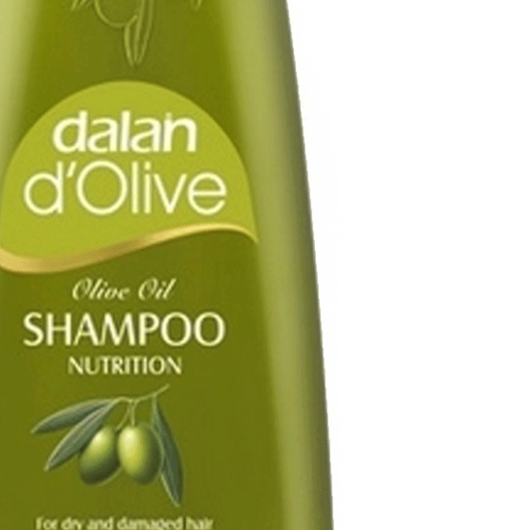 dalan
d'Olive
Olive Oil
SHAMPOO
NUTRITION
For dry and damaged hair